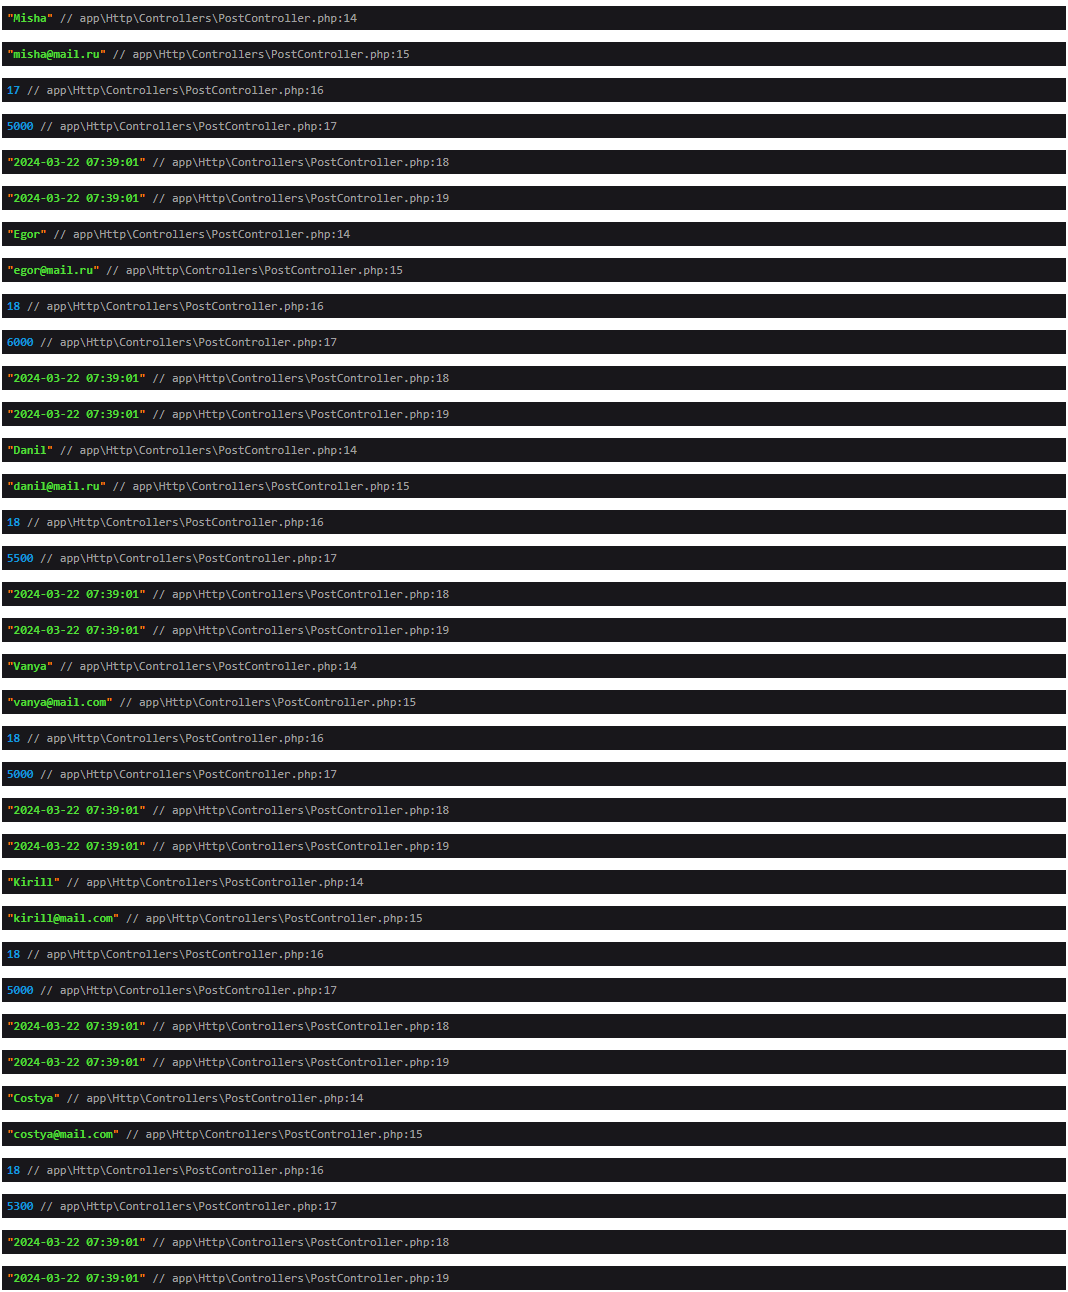 "Misha" // app\Http\Controllers\PostController.php:14
"misha@mail.ru" // app\Http\Controllers\PostController.php:15
17 // app\Http\Controllers\PostController.php:16
5000 // app\Http\Controllers\PostController.php:17
"2024-03-22 07:39:01" // app\Http\Controllers\PostController.php:18
"2024-03-22 07:39:01" // app\Http\Controllers\PostController.php:19
"Egor" // app\Http\Controllers\PostController.php:14
"egor@mail.ru" // app\Http\Controllers\PostController.php:15
18 // app\Http\Controllers\PostController.php:16
6000 // app\Http\Controllers\PostController.php:17
"2024-03-22 07:39:01" // app\Http\Controllers\PostController.php:18
"2024-03-22 07:39:01" // app\Http\Controllers\PostController.php:19
"Danil" // app\Http\Controllers\PostController.php:14
"danil@mail.ru" // app\Http\Controllers\PostController.php:15
18 // app\Http\Controllers\PostController.php:16
5500 // app\Http\Controllers\PostController.php:17
"2024-03-22 07:39:01" // app\Http\Controllers\PostController.php:18
"2024-03-22 07:39:01" // app\Http\Controllers\PostController.php:19
"Vanya" // app\Http\Controllers\PostController.php:14
"vanya@mail.com" // app\Http\Controllers\PostController.php:15
18 // app\Http\Controllers\PostController.php:16
5000 // app\Http\Controllers\PostController.php:17
"2024-03-22 07:39:01" // app\Http\Controllers\PostController.php:18
"2024-03-22 07:39:01" // app\Http\Controllers\PostController.php:19
"Kirill" // app\Http\Controllers\PostController.php:14
"kirill@mail.com" // app\Http\Controllers\PostController.php:15
18 // app\Http\Controllers\PostController.php:16
5000 // app\Http\Controllers\PostController.php:17
"2024-03-22 07:39:01" // app\Http\Controllers\PostController.php:18
"2024-03-22 07:39:01" // app\Http\Controllers\PostController.php:19
"Costya" // app\Http\Controllers\PostController.php:14
"costya@mail.com" // app\Http\Controllers\PostController.php:15
18 // app\Http\Controllers\PostController.php:16
5300 // app\Http\Controllers\PostController.php:17
"2024-03-22 07:39:01" // app\Http\Controllers\PostController.php:18
"2024-03-22 07:39:01" // app\Http\Controllers\PostController.php:19